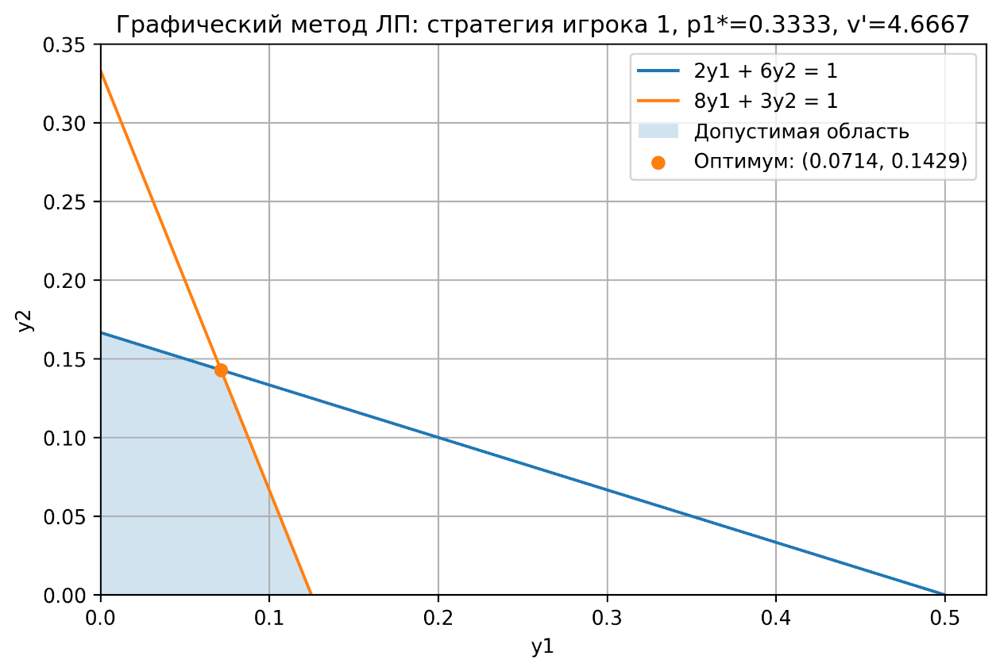 Графический метод ЛП: стратегия игрока 1, p1*=0.3333, v'=4.6667
0.35
0.30
0.25
0.20
0.15
0.10
0.05
0.00
y2
2y1 + 6y2 = 1
8y1 + 3y2 = 1
Допустимая область
Оптимум: (0.0714, 0.1429)
0.0 0.1 0.2 0.3 0.4 0.5
y1